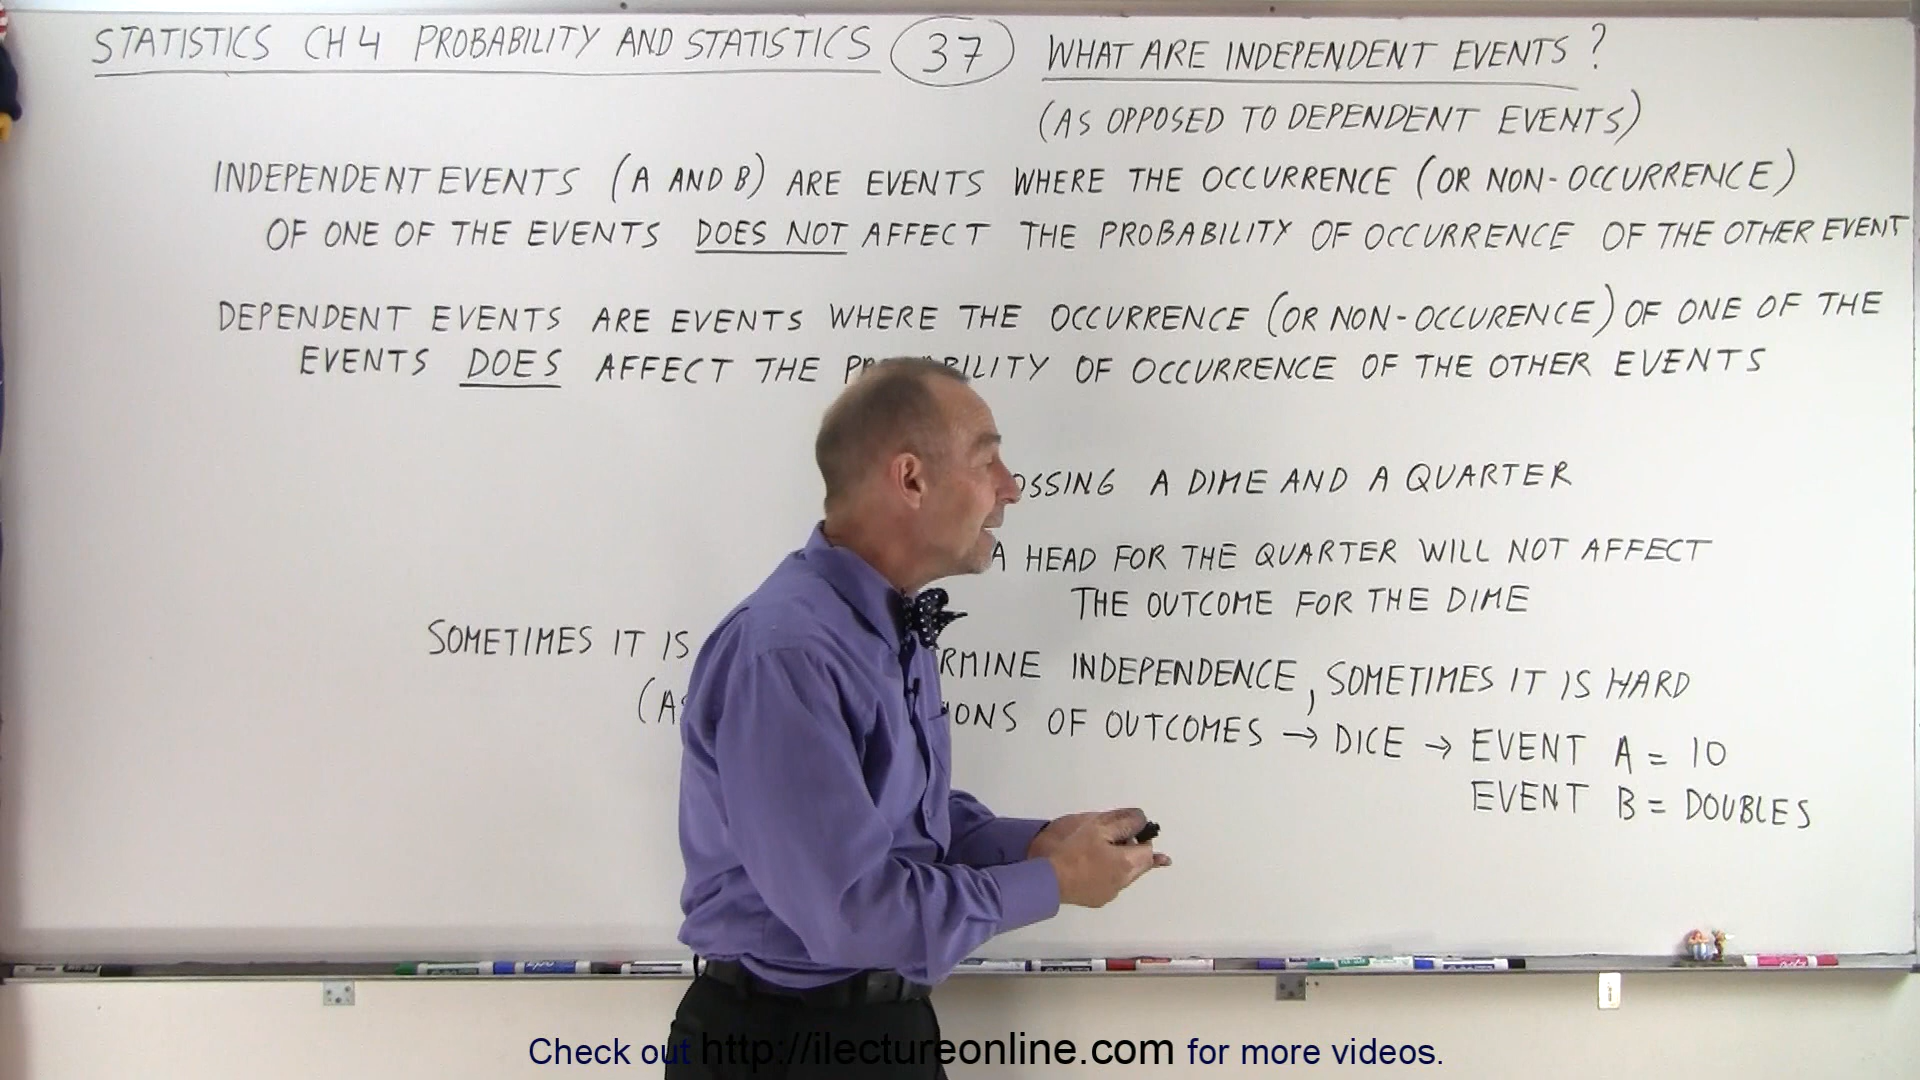 STATISTICS CH 4 PROBABILITY AND STATISTICS 37 WHAT ARE INDEPENDENT EVENTS?
(AS OPPOSED TO DEPENDENT EVENTS)
INDEPENDENT EVENTS (A AND B) ARE EVENTS WHERE THE OCCURRENCE (OR NON-OCCURRENCE)
OF ONE OF THE EVENTS DOES NOT AFFECT THE PROBABILITY OF OCCURRENCE OF THE OTHER EVENT
DEPENDENT EVENTS ARE EVENTS WHERE THE OCCURRENCE (OR NON-OCCURENCE) OF ONE OF THE
EVENTS DOES AFFECT THE OF OCCURRENCE OF THE OTHER EVENTS
OSSING A DIME AND A QUARTER
A HEAD FOR THE QUARTER WILL NOT AFFECT
THE OUTCOME FOR THE DIME
SOMETIMES IT IS RMINE INDEPENDENCE, SOMETIMES IT IS HARD
(AS IONS OF OUTCOMES → DICE → EVENT A = 10
EVENT B = DOUBLES
Check out http://ilectureonline.com for more videos.